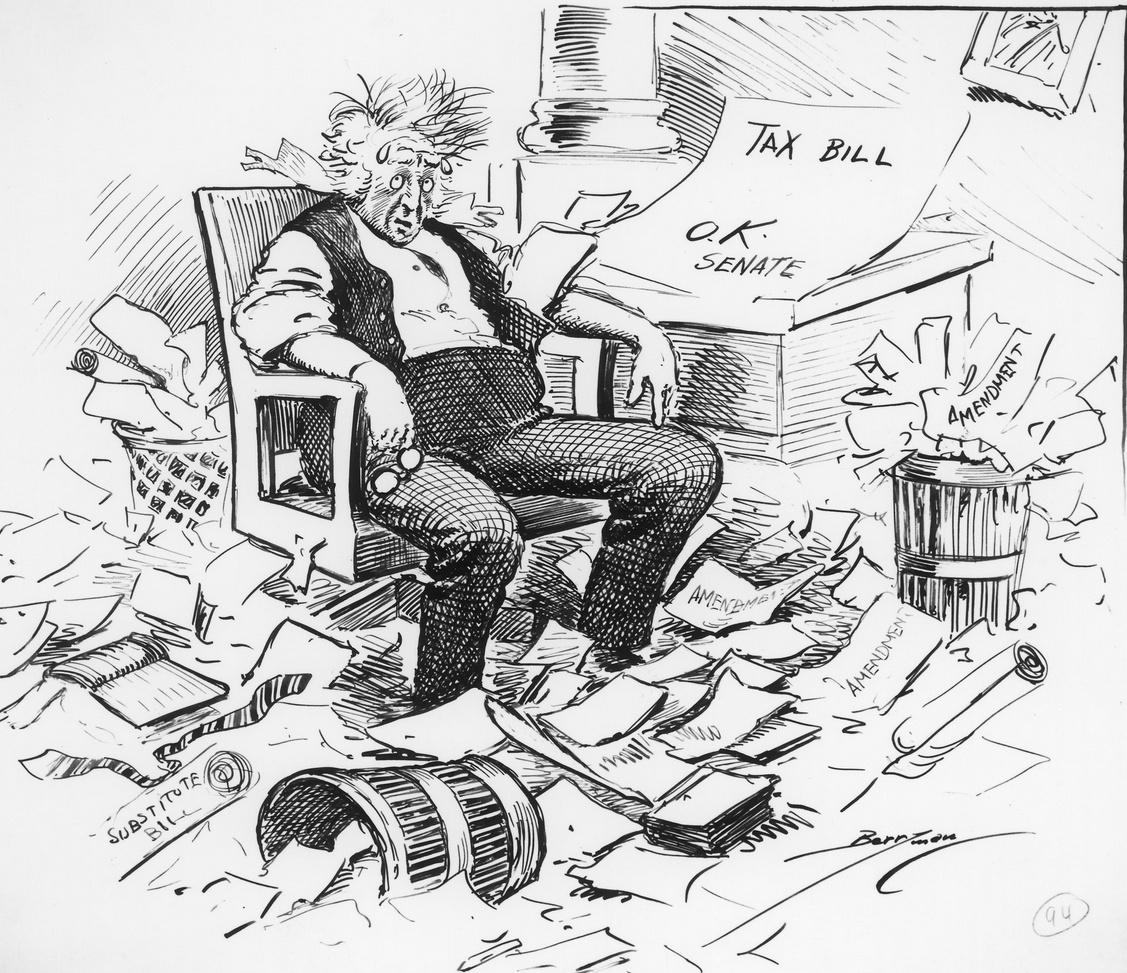 TAX BILL
O.K.
SENATE
AMENDMENT
AMENDMENT
AMENDMENT
SUBSTITUTE
BILL
Berryman
94